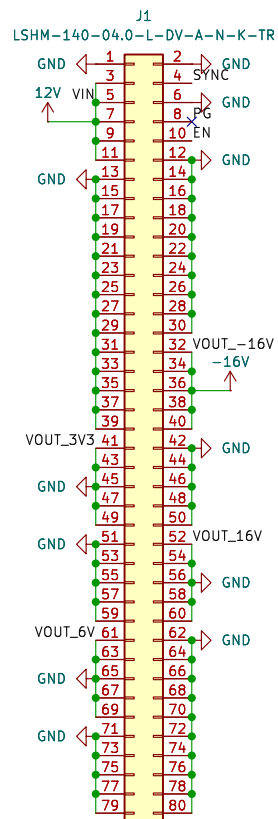 J1
LSHM-140-04.0-L-DV-A-N-K-TR
GND 1 2 GND
3 4 SYNC
12V VIN 5 6 GND
7 8 PG
9 10 EN
11 12 GND
GND 13 14
15 16
17 18
19 20
21 22
23 24
25 26
27 28
29 30
31 32 VOUT_-16V
33 34 -16V
35 36
37 38
39 40
VOUT_3V3 41 42 GND
43 44
GND 45 46
47 48
49 50
GND 51 52 VOUT_16V
53 54
55 56 GND
57 58
59 60
VOUT_6V 61 62 GND
63 64
GND 65 66
67 68
69 70
GND 71 72
73 74
75 76
77 78
79 80